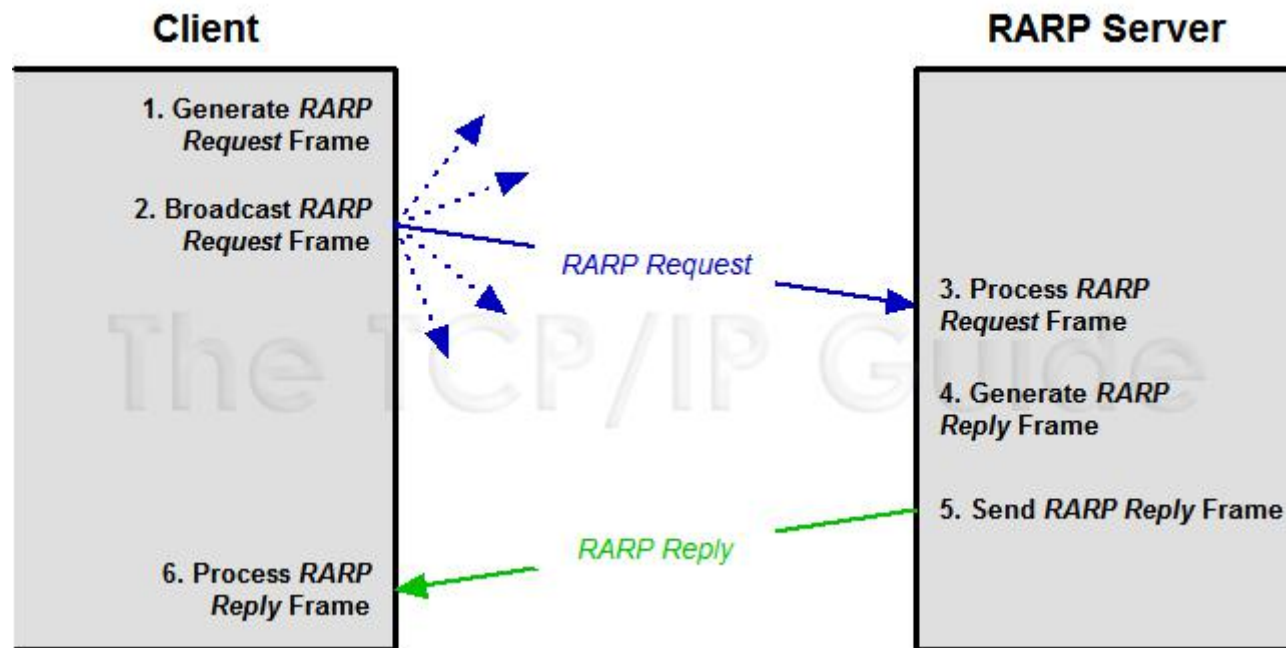 Client
RARP Server
1. Generate RARP
Request Frame
2. Broadcast RARP
Request Frame
RARP Request
3. Process RARP
Request Frame
The TCP/IP Guide
4. Generate RARP
Reply Frame
5. Send RARP Reply Frame
RARP Reply
6. Process RARP
Reply Frame